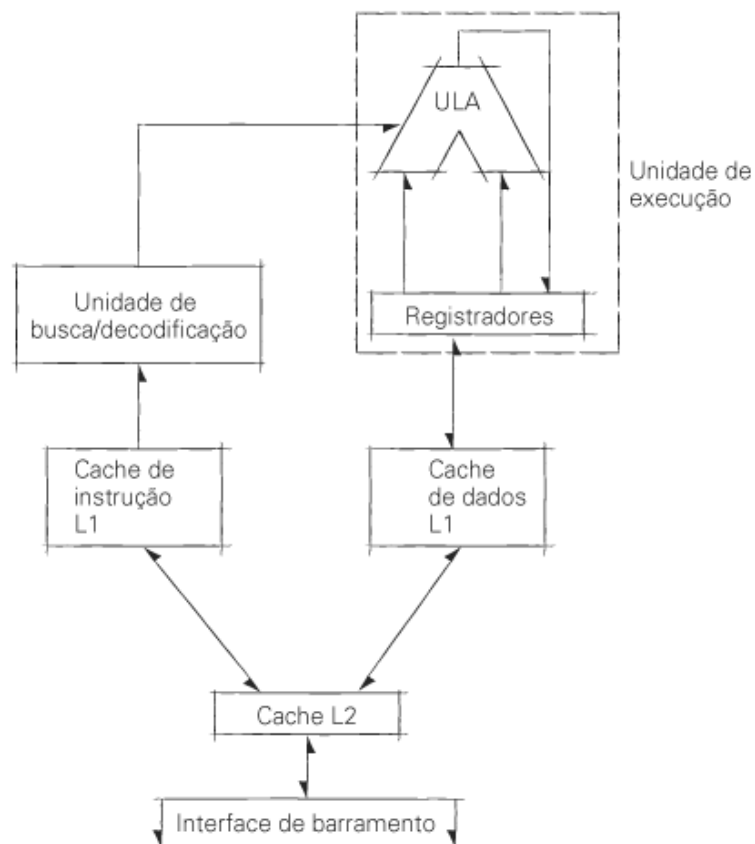 ULA
Unidade de
execução
Unidade de
busca/decodificação
Registradores
Cache de
instrução
L1
Cache
de dados
L1
Cache L2
Interface de barramento